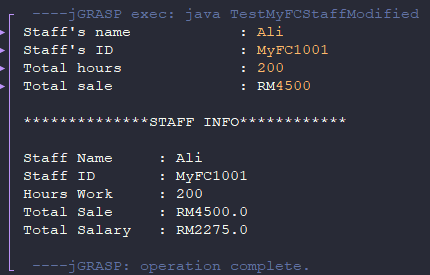 ----jGRASP exec: java TestMyFCStaffModified
Staff's name : Ali
Staff's ID : MyFC1001
Total hours : 200
Total sale : RM4500
**************STAFF INFO************
Staff Name : Ali
Staff ID : MyFC1001
Hours Work : 200
Total Sale : RM4500.0
Total Salary : RM2275.0
----jGRASP: operation complete.